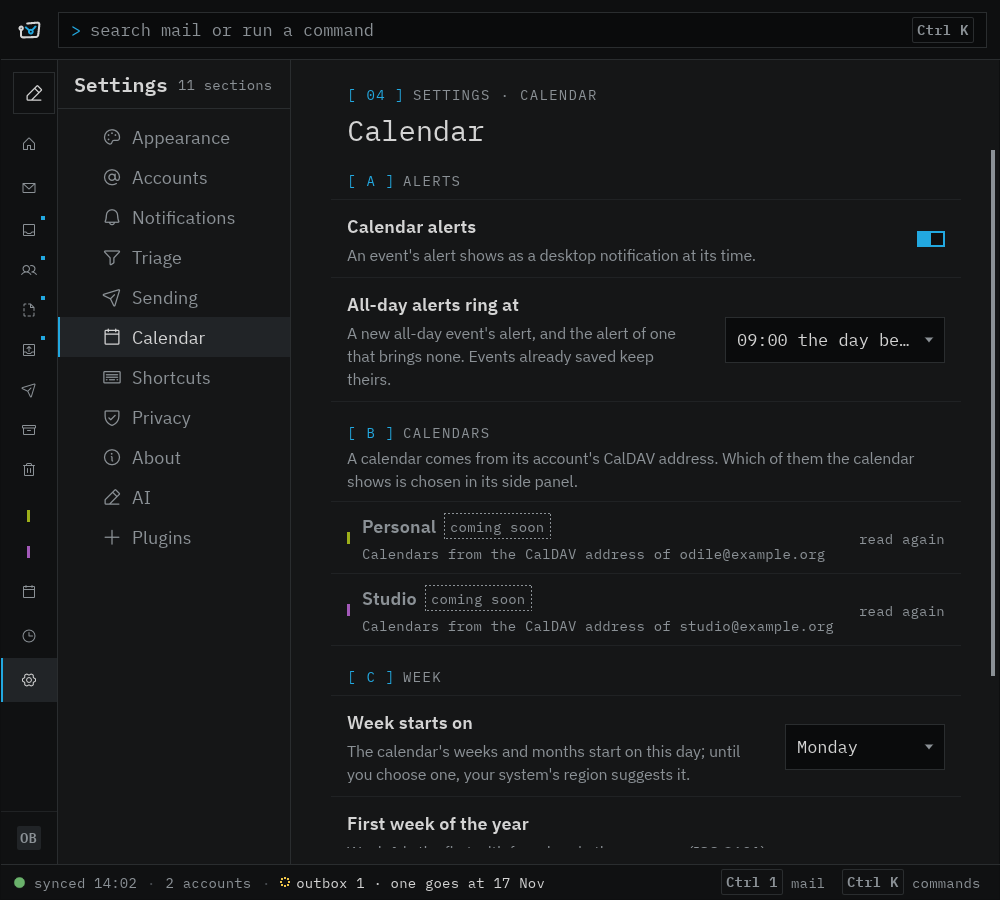 > search mail or run a command
Ctrl K
Settings 11 sections
Appearance
Accounts
Notifications
Triage
Sending
Calendar
Shortcuts
Privacy
About
AI
Plugins
OB
[ 04 ] SETTINGS · CALENDAR
Calendar
[ A ] ALERTS
Calendar alerts
An event's alert shows as a desktop notification at its time.
All-day alerts ring at
A new all-day event's alert, and the alert of one
that brings none. Events already saved keep
theirs.
09:00 the day be…
[ B ] CALENDARS
A calendar comes from its account's CalDAV address. Which of them the calendar
shows is chosen in its side panel.
Personal coming soon
Calendars from the CalDAV address of odile@example.org
read again
Studio coming soon
Calendars from the CalDAV address of studio@example.org
read again
[ C ] WEEK
Week starts on
The calendar's weeks and months start on this day; until
you choose one, your system's region suggests it.
Monday
First week of the year
synced 14:02 · 2 accounts · outbox 1 · one goes at 17 Nov
Ctrl 1 mail Ctrl K commands